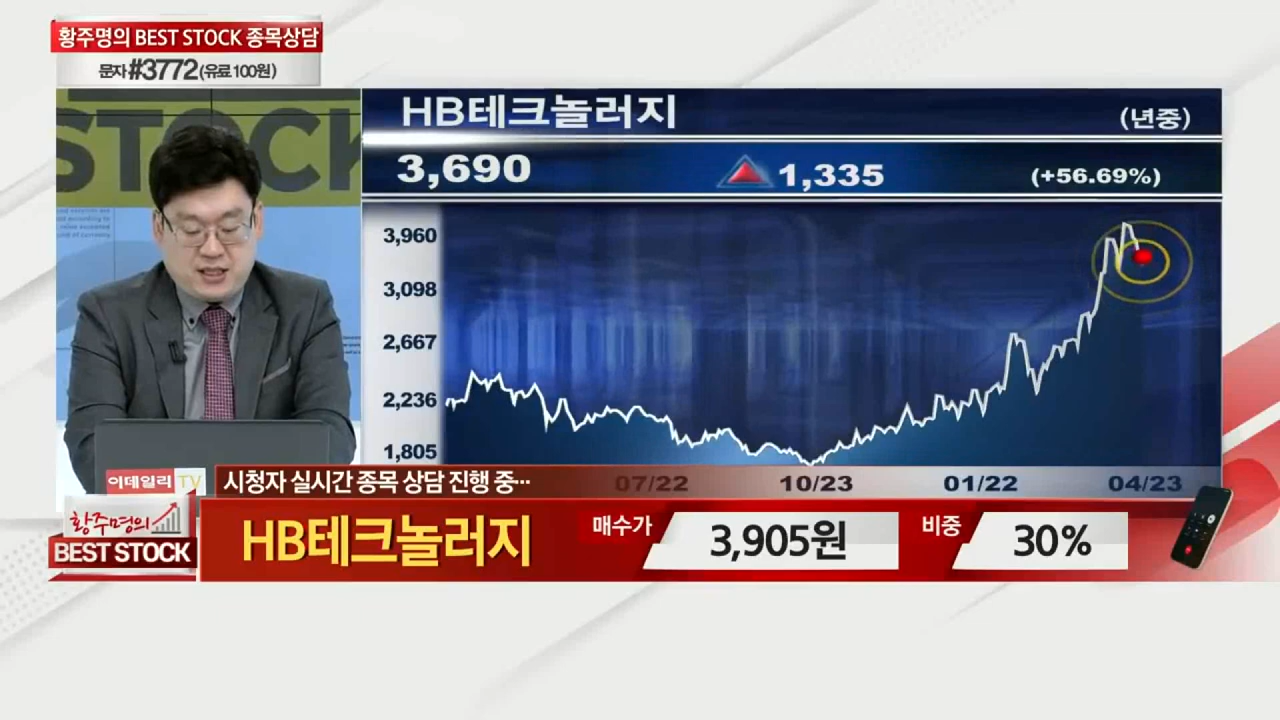 황주명의 BEST STOCK 종목상담
문자 #3772 (유료 100원)
STOCK
HB테크놀러지
(년중)
3,690
1,335
(+56.69%)
3,960
3,098
2,667
2,236
1,805
07/22
10/23
01/22
04/23
이데일리 TV
시청자 실시간 종목 상담 진행 중…
황주명의
BEST STOCK
HB테크놀러지
매수가
3,905원
비중
30%